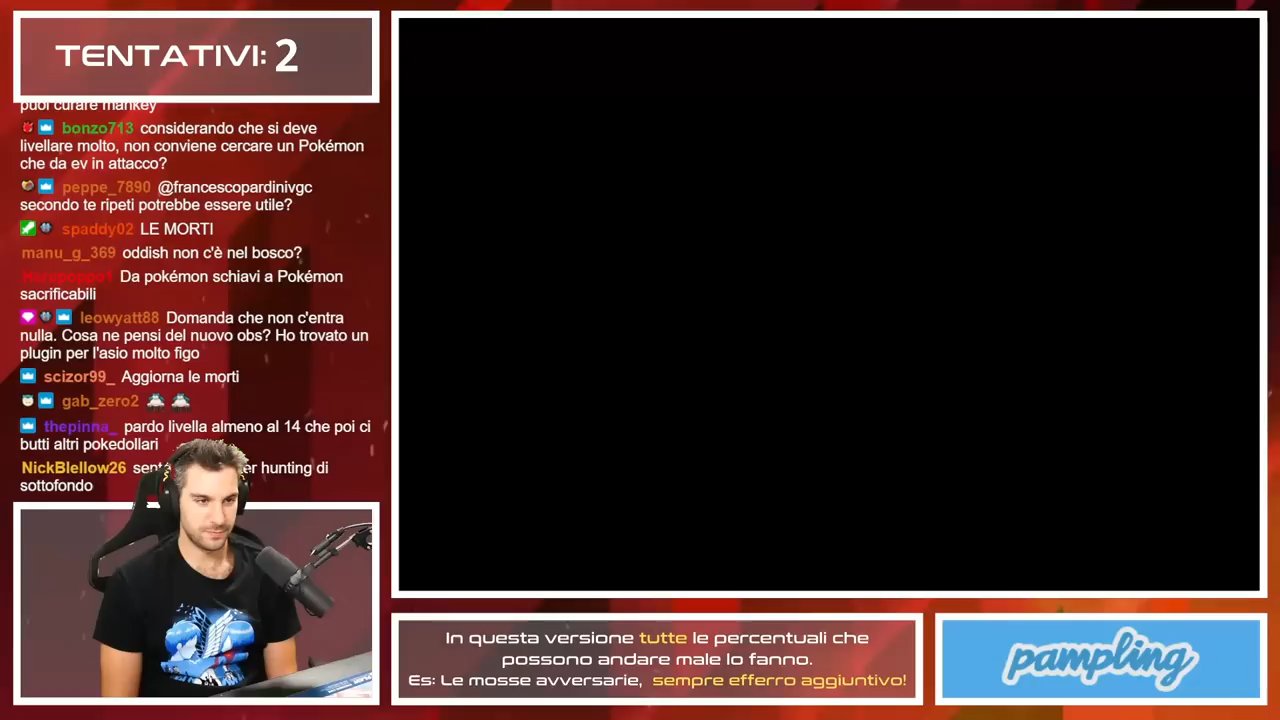 TENTATIVI: 2
puoi curare mankey
bonzo713 considerando che si deve
livellare molto, non conviene cercare un Pokémon
che da ev in attacco?
peppe_7890 @francescopardinivgc
secondo te ripeti potrebbe essere utile?
spaddy02 LE MORTI
manu_g_369 oddish non c'è nel bosco?
Da pokémon schiavi a Pokémon
sacrificabili
leowyatt88 Domanda che non c'entra
nulla. Cosa ne pensi del nuovo obs? Ho trovato un
plugin per l'asio molto figo
scizor99_ Aggiorna le morti
gab_zero2
thepinna_ pardo livella almeno al 14 che poi ci
butti altri pokedollari
NickBlellow26 hunting di
sottofondo
In questa versione tutte le percentuali che
possono andare male lo fanno.
Es: Le mosse avversarie, sempre efferro aggiuntivo!
pampling